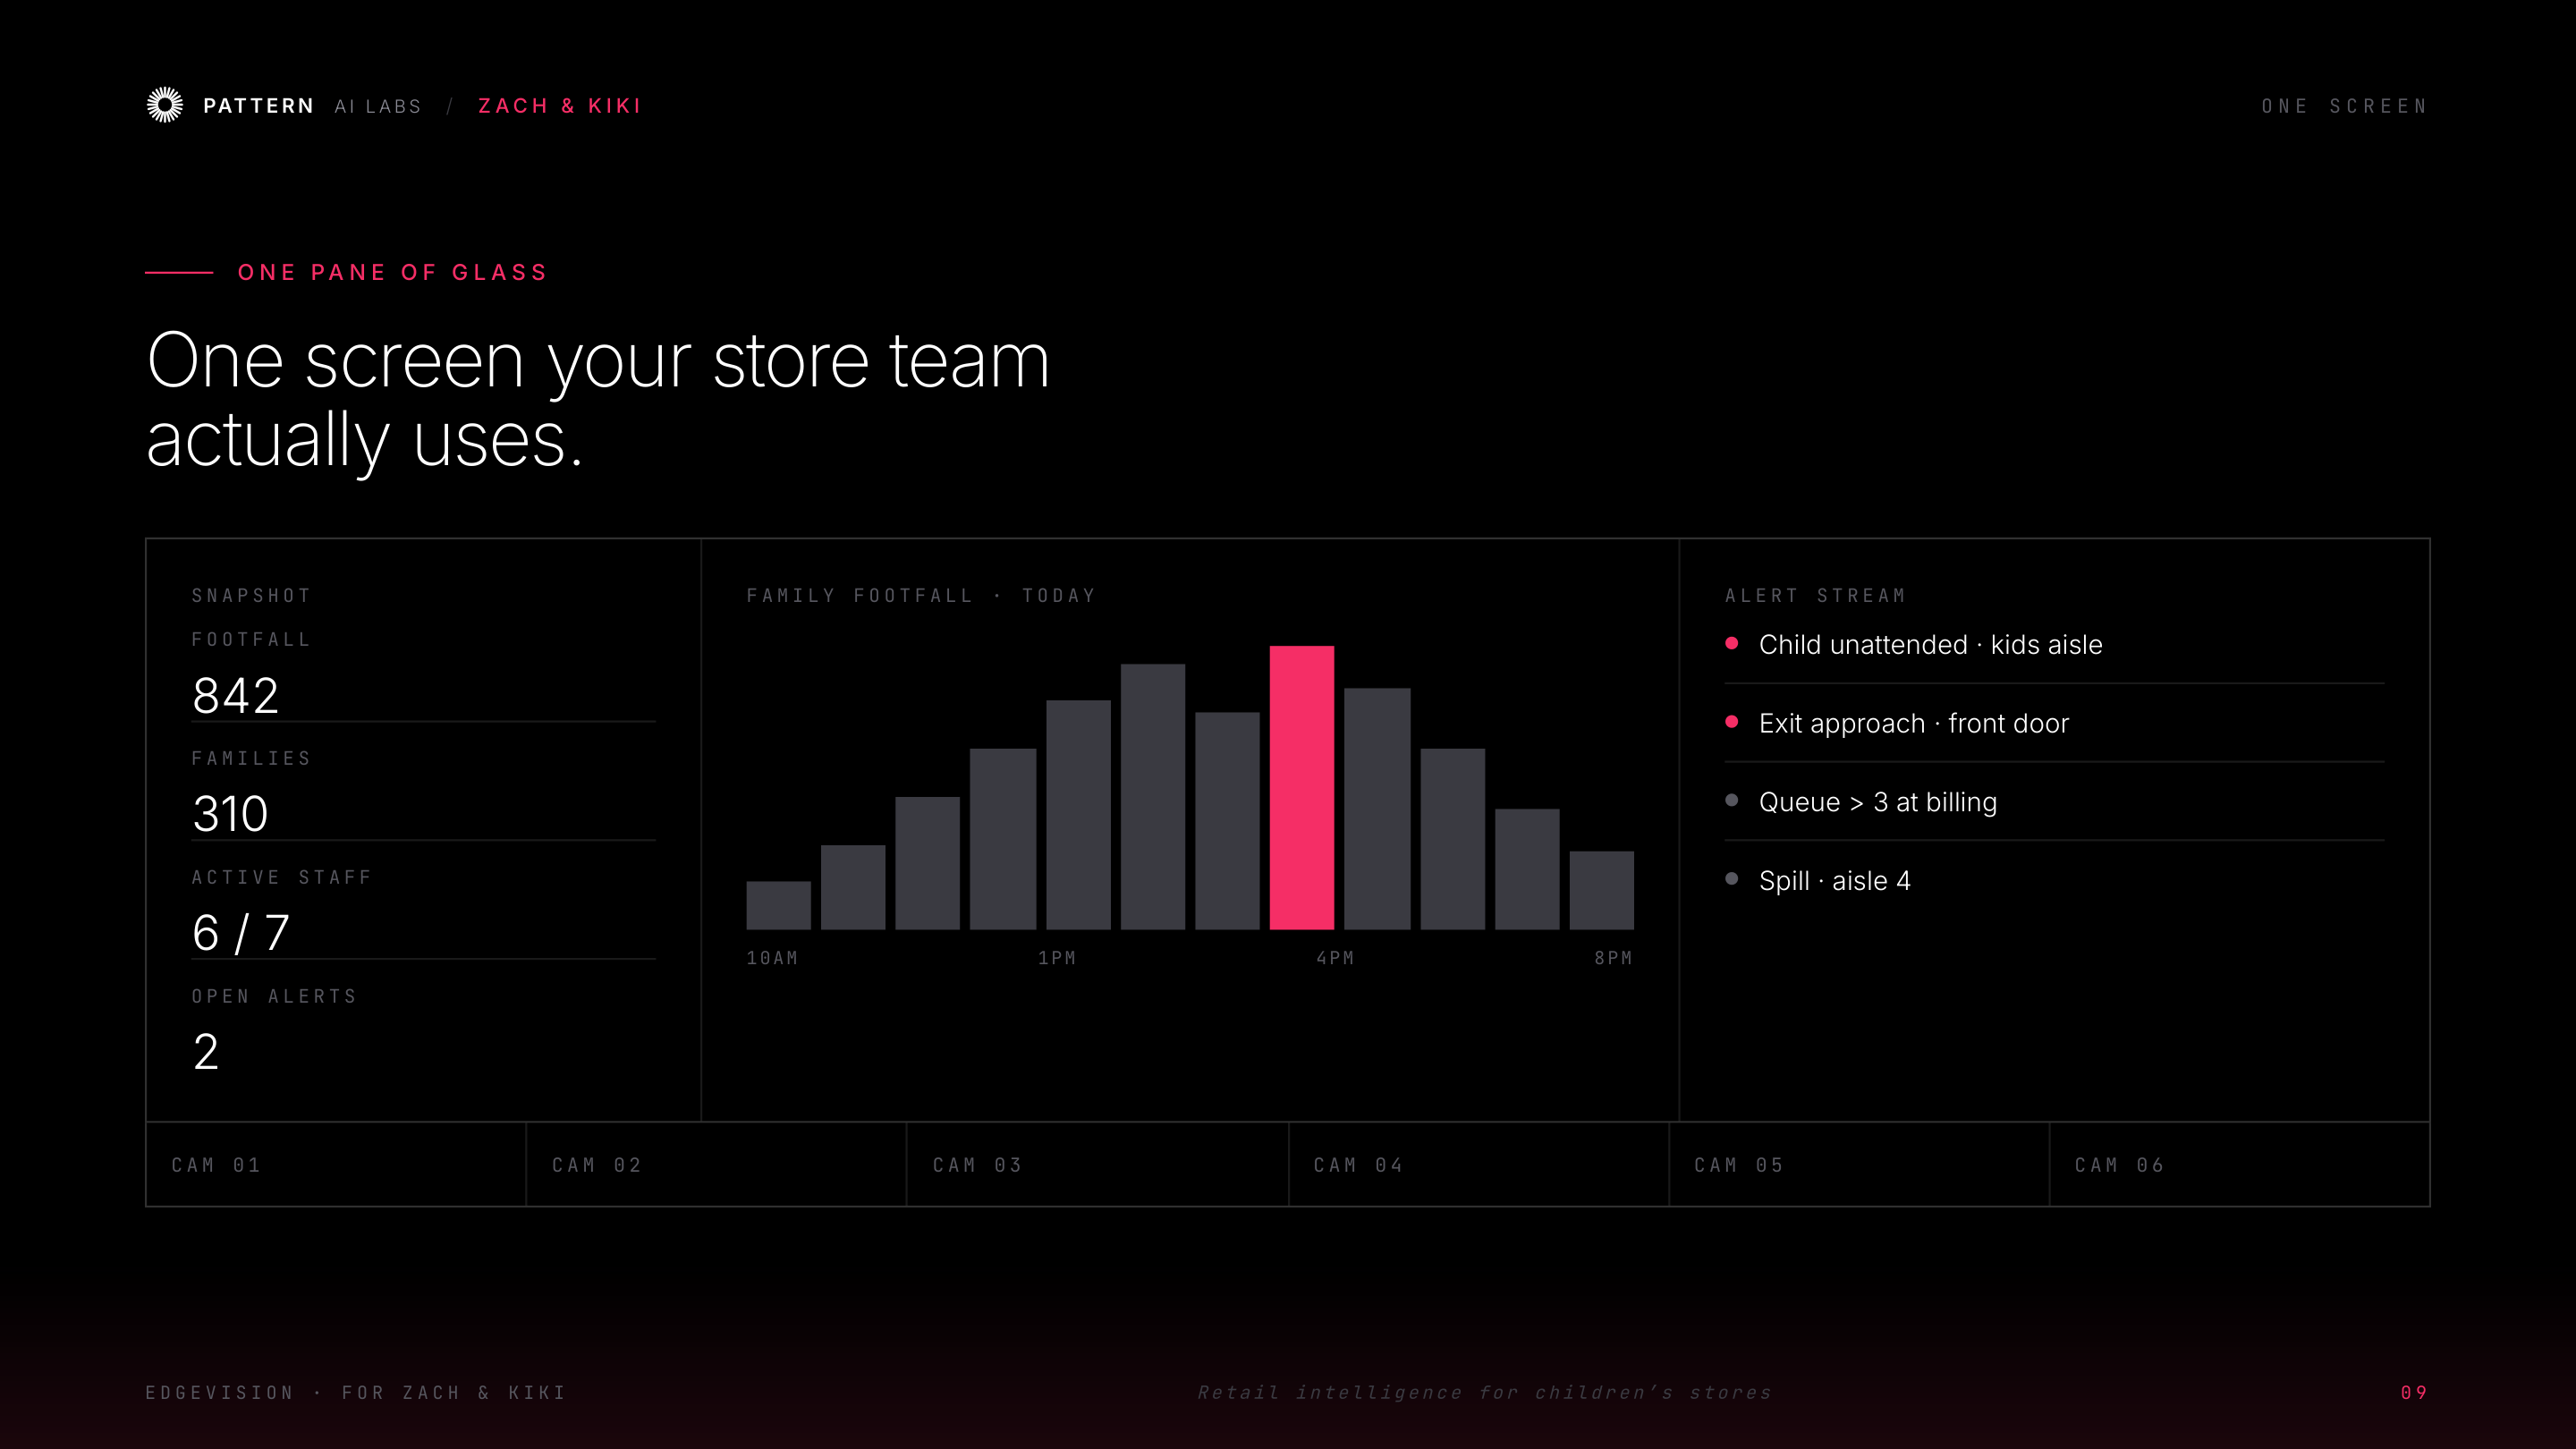 PATTERN AI LABS / ZACH & KIKI
ONE SCREEN
ONE PANE OF GLASS
One screen your store team
actually uses.
SNAPSHOT
FOOTFALL
842
FAMILIES
310
ACTIVE STAFF
6 / 7
OPEN ALERTS
2
FAMILY FOOTFALL · TODAY
10AM 1PM 4PM 8PM
ALERT STREAM
Child unattended · kids aisle
Exit approach · front door
Queue > 3 at billing
Spill · aisle 4
CAM 01 CAM 02 CAM 03 CAM 04 CAM 05 CAM 06
EDGEVISION · FOR ZACH & KIKI
Retail intelligence for children’s stores
09